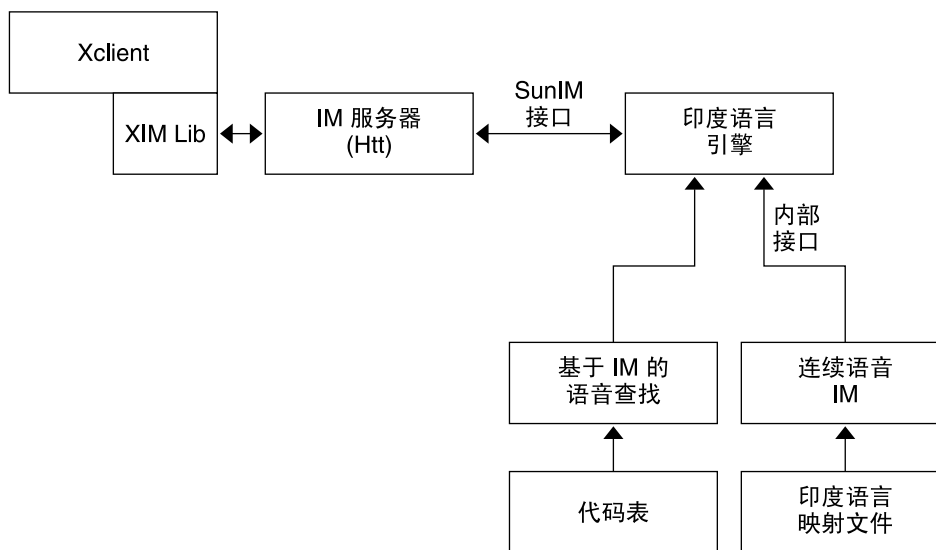 Xclient
XIM Lib
IM 服务器
(Htt)
SunIM
接口
印度语言
引擎
内部
接口
基于 IM 的
语音查找
连续语音
IM
代码表
印度语言
映射文件